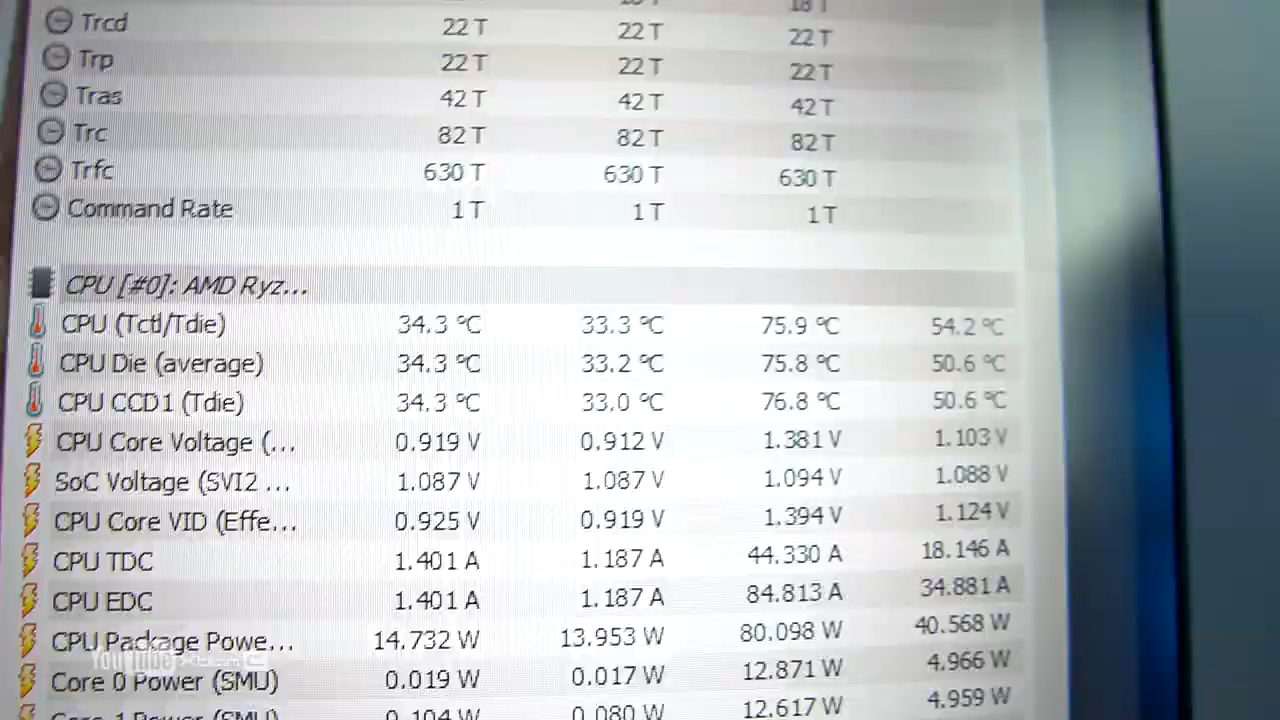 18 T
Trcd 22 T 22 T 22 T
Trp 22 T 22 T 22 T
Tras 42 T 42 T 42 T
Trc 82 T 82 T 82 T
Trfc 630 T 630 T 630 T
Command Rate 1 T 1 T 1 T
CPU [#0]: AMD Ryz...
CPU (Tctl/Tdie) 34.3 °C 33.3 °C 75.9 °C 54.2 °C
CPU Die (average) 34.3 °C 33.2 °C 75.8 °C 50.6 °C
CPU CCD1 (Tdie) 34.3 °C 33.0 °C 76.8 °C 50.6 °C
CPU Core Voltage (... 0.919 V 0.912 V 1.381 V 1.103 V
SoC Voltage (SVI2 ... 1.087 V 1.087 V 1.094 V 1.088 V
CPU Core VID (Effe... 0.925 V 0.919 V 1.394 V 1.124 V
CPU TDC 1.401 A 1.187 A 44.330 A 18.146 A
CPU EDC 1.401 A 1.187 A 84.813 A 34.881 A
CPU Package Powe... 14.732 W 13.953 W 80.098 W 40.568 W
YouTube
Core 0 Power (SMU) 0.019 W 0.017 W 12.871 W 4.966 W
Core 1 Power (SMU) 0.104 W 0.080 W 12.617 W 4.959 W